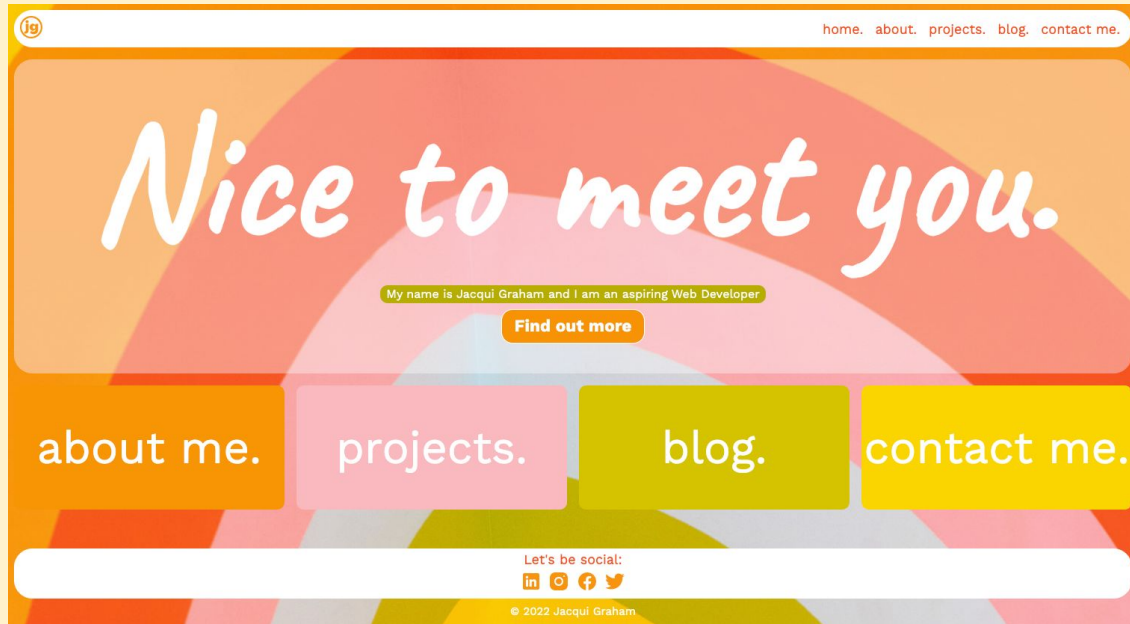 jg
home. about. projects. blog. contact me.
Nice to meet you.
My name is Jacqui Graham and I am an aspiring Web Developer
Find out more
about me. projects. blog. contact me.
Let's be social:
in
© 2022 Jacqui Graham